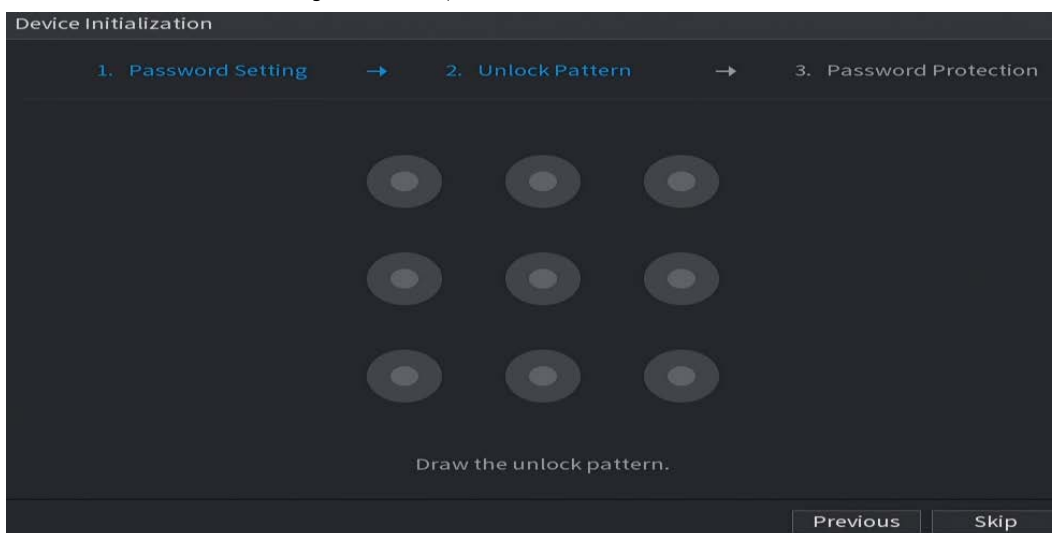 Device Initialization
1. Password Setting → 2. Unlock Pattern → 3. Password Protection
Draw the unlock pattern.
Previous Skip